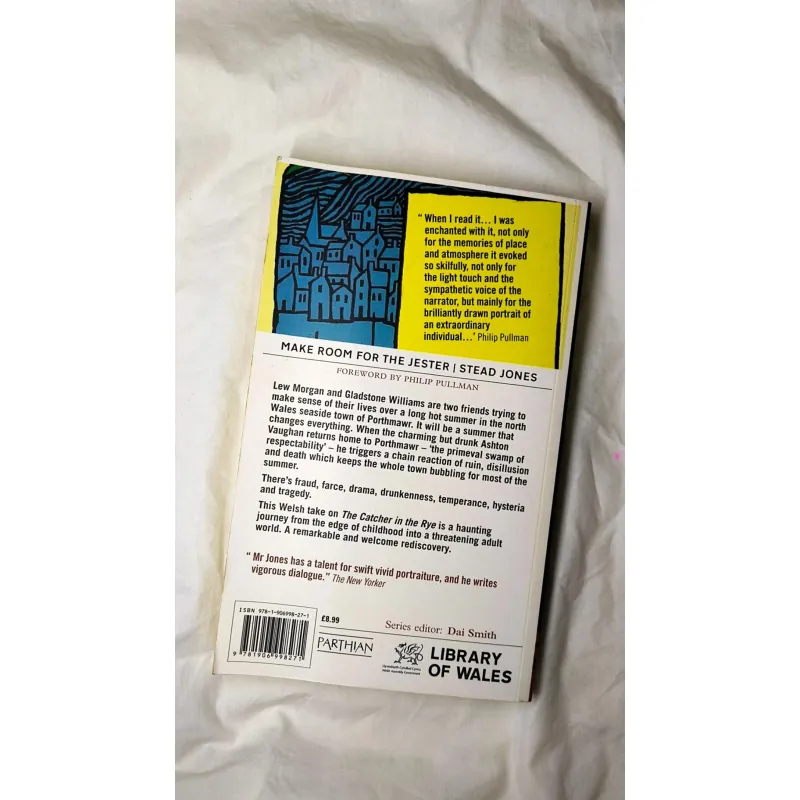 “ When I read it... I was
enchanted with it, not only
for the memories of place
and atmosphere it evoked
so skilfully, not only for
the light touch and the
sympathetic voice of the
narrator, but mainly for the
brilliantly drawn portrait of
an extraordinary
individual...’ Philip Pullman
MAKE ROOM FOR THE JESTER | STEAD JONES
FOREWORD BY PHILIP PULLMAN
Lew Morgan and Gladstone Williams are two friends trying to
make sense of their lives over a long hot summer in the north
Wales seaside town of Porthmawr. It will be a summer that
changes everything. When the charming but drunk Ashton
Vaughan returns home to Porthmawr – ‘the primeval swamp of
respectability’ – he triggers a chain reaction of ruin, disillusion
and death which keeps the whole town bubbling for most of the
summer.
There’s fraud, farce, drama, drunkenness, temperance, hysteria
and tragedy.
This Welsh take on The Catcher in the Rye is a haunting
journey from the edge of childhood into a threatening adult
world. A remarkable and welcome rediscovery.
“ Mr Jones has a talent for swift vivid portraiture, and he writes
vigorous dialogue.” The New Yorker
ISBN 978-1-906998-27-1
9 781906 998271
£8.99
PARTHIAN
Series editor: Dai Smith
LIBRARY
OF WALES